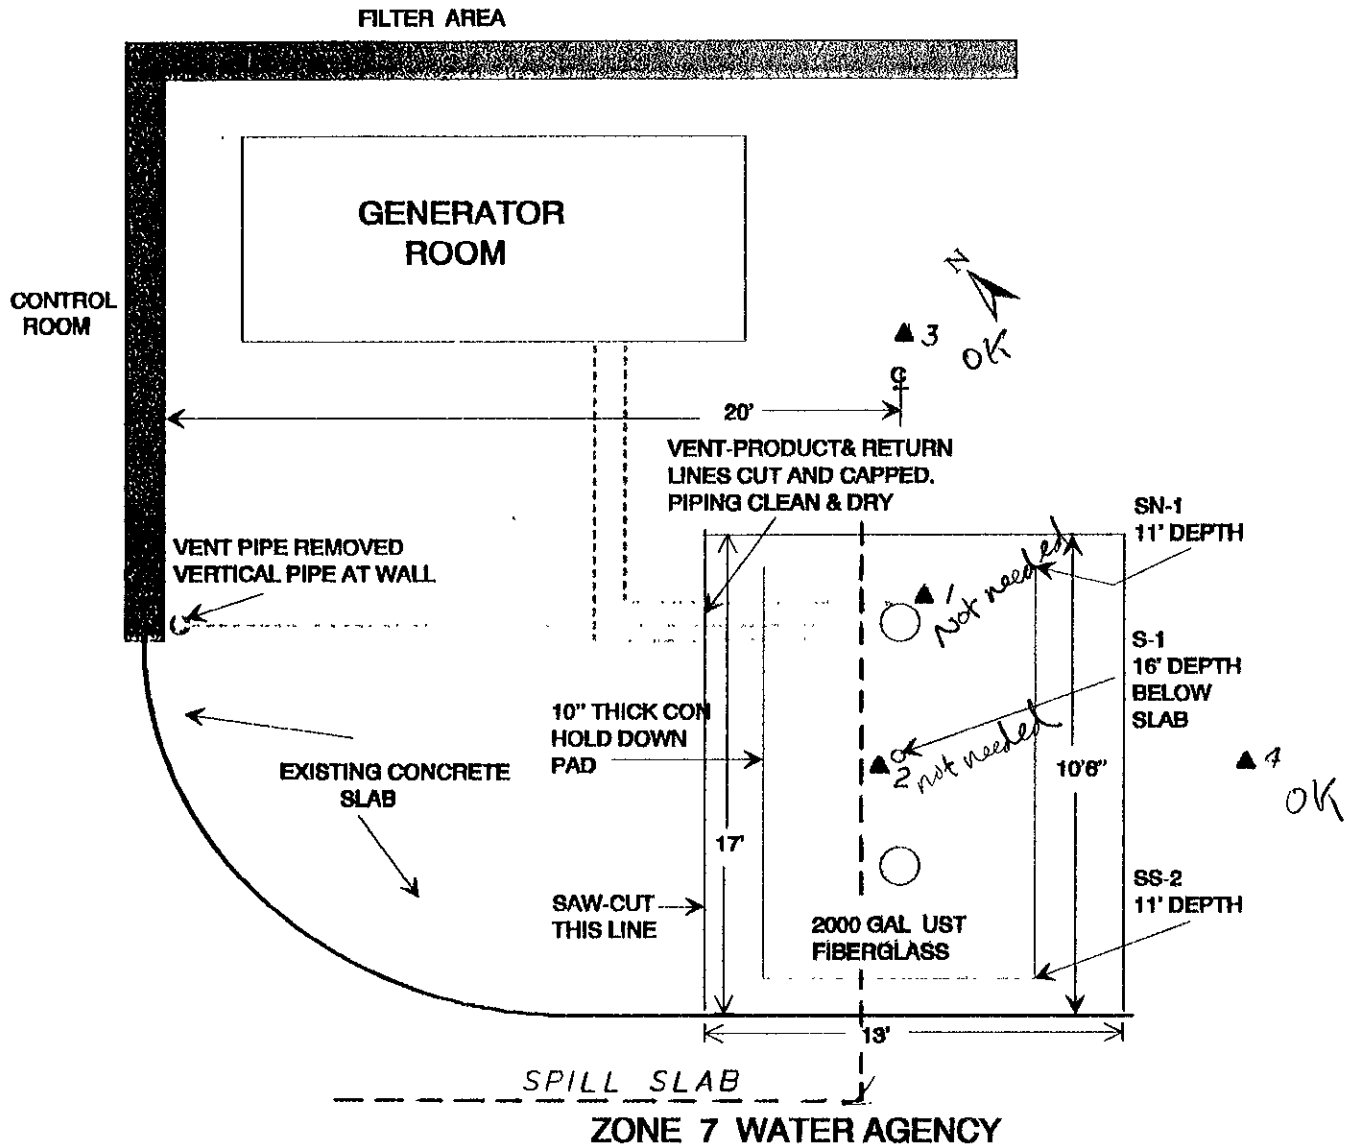 FILTER AREA
GENERATOR
ROOM
CONTROL
ROOM
N
3
OK
20'
VENT-PRODUCT& RETURN
LINES CUT AND CAPPED.
PIPING CLEAN & DRY
SN-1
11' DEPTH
VENT PIPE REMOVED
VERTICAL PIPE AT WALL
1
Not needed
S-1
16' DEPTH
BELOW
SLAB
10" THICK CON
HOLD DOWN
PAD
2
not needed
10'6"
4
OK
EXISTING CONCRETE
SLAB
17'
SAW-CUT
THIS LINE
2000 GAL UST
FIBERGLASS
SS-2
11' DEPTH
13'
SPILL SLAB
ZONE 7 WATER AGENCY